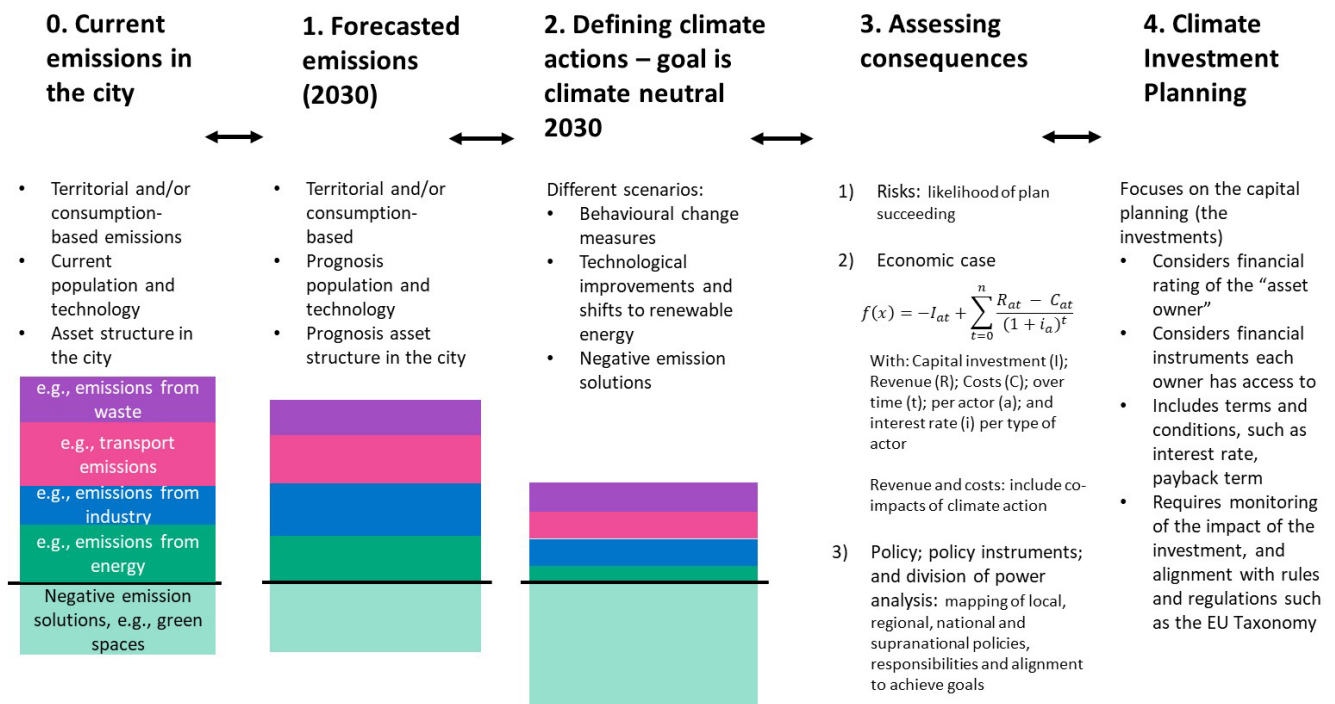 0. Current
emissions in
the city
1. Forecasted
emissions
(2030)
2. Defining climate
actions – goal is
climate neutral
2030
3. Assessing
consequences
4. Climate
Investment
Planning
• Territorial and/or
consumption-
based emissions
• Current
population and
technology
• Asset structure in
the city
e.g., emissions from
waste
e.g., transport
emissions
e.g., emissions from
industry
e.g., emissions from
energy
Negative emission
solutions, e.g., green
spaces
• Territorial and/or
consumption-
based
• Prognosis
population and
technology
• Prognosis asset
structure in the city
Different scenarios:
• Behavioural change
measures
• Technological
improvements and
shifts to renewable
energy
• Negative emission
solutions
1) Risks: likelihood of plan
succeeding
2) Economic case
f(x) = −I_{at} + \sum_{t=0}^{n} \frac{R_{at} − C_{at}}{(1 + i_a)^t}
With: Capital investment (I);
Revenue (R); Costs (C); over
time (t); per actor (a); and
interest rate (i) per type of
actor
Revenue and costs: include co-
impacts of climate action
3) Policy; policy instruments;
and division of power
analysis: mapping of local,
regional, national and
supranational policies,
responsibilities and alignment
to achieve goals
Focuses on the capital
planning (the
investments)
• Considers financial
rating of the “asset
owner”
• Considers financial
instruments each
owner has access to
• Includes terms and
conditions, such as
interest rate,
payback term
• Requires monitoring
of the impact of the
investment, and
alignment with rules
and regulations such
as the EU Taxonomy